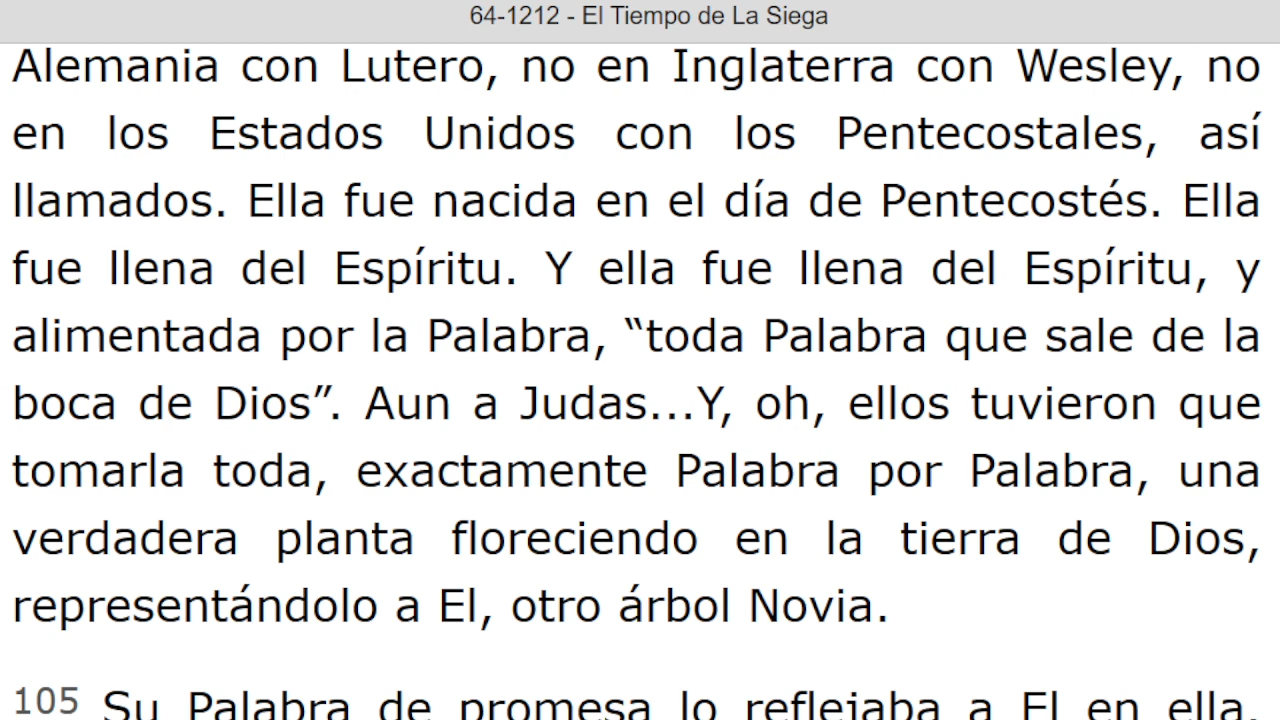 64-1212 - El Tiempo de La Siega
Alemania con Lutero, no en Inglaterra con Wesley, no
en los Estados Unidos con los Pentecostales, así
llamados. Ella fue nacida en el día de Pentecostés. Ella
fue llena del Espíritu. Y ella fue llena del Espíritu, y
alimentada por la Palabra, “toda Palabra que sale de la
boca de Dios”. Aun a Judas...Y, oh, ellos tuvieron que
tomarla toda, exactamente Palabra por Palabra, una
verdadera planta floreciendo en la tierra de Dios,
representándolo a El, otro árbol Novia.
105 Su Palabra de promesa lo reflejaba a El en ella.